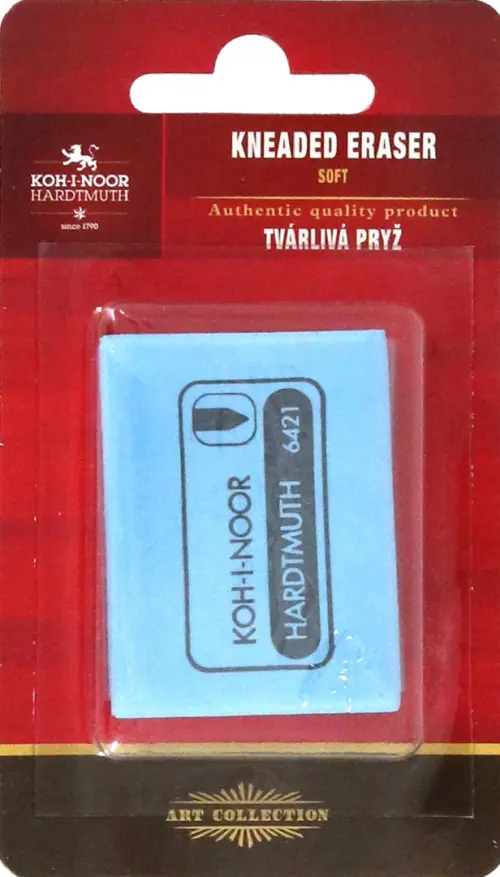 KNEADED ERASER
SOFT
KOH-I-NOOR
HARDTMUTH
since 1790
Authentic quality product
TVÁRLIVÁ PRYŽ
KOH-I-NOOR
HARDTMUTH 6421
ART COLLECTION